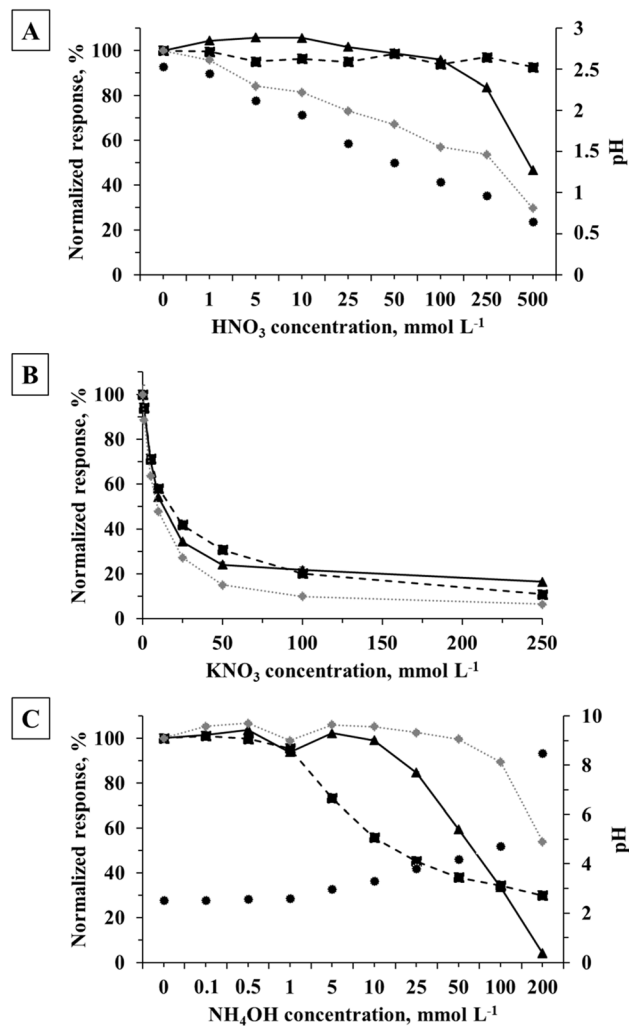 A
Normalized response, %
100
80
60
40
20
0
3
2.5
2
1.5
1
0.5
0
pH
0 1 5 10 25 50 100 250 500
HNO₃ concentration, mmol L⁻¹
B
Normalized response, %
100
80
60
40
20
0
0 50 100 150 200 250
KNO₃ concentration, mmol L⁻¹
C
Normalized response, %
100
80
60
40
20
0
10
8
6
4
2
0
pH
0 0.1 0.5 1 5 10 25 50 100 200
NH₄OH concentration, mmol L⁻¹